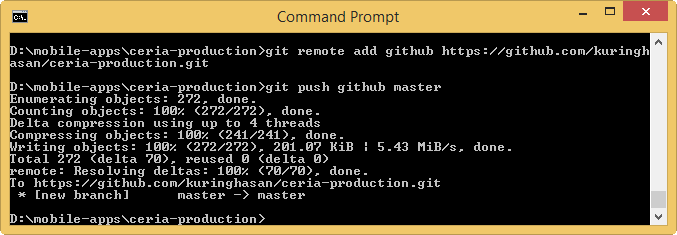 Command Prompt
C:\.
D:\mobile-apps\ceria-production>git remote add github https://github.com/kuringh
asan/ceria-production.git
D:\mobile-apps\ceria-production>git push github master
Enumerating objects: 272, done.
Counting objects: 100% (272/272), done.
Delta compression using up to 4 threads
Compressing objects: 100% (241/241), done.
Writing objects: 100% (272/272), 201.07 KiB ¦ 5.43 MiB/s, done.
Total 272 (delta 70), reused 0 (delta 0)
remote: Resolving deltas: 100% (70/70), done.
To https://github.com/kuringhasan/ceria-production.git
 * [new branch]      master -> master
D:\mobile-apps\ceria-production>